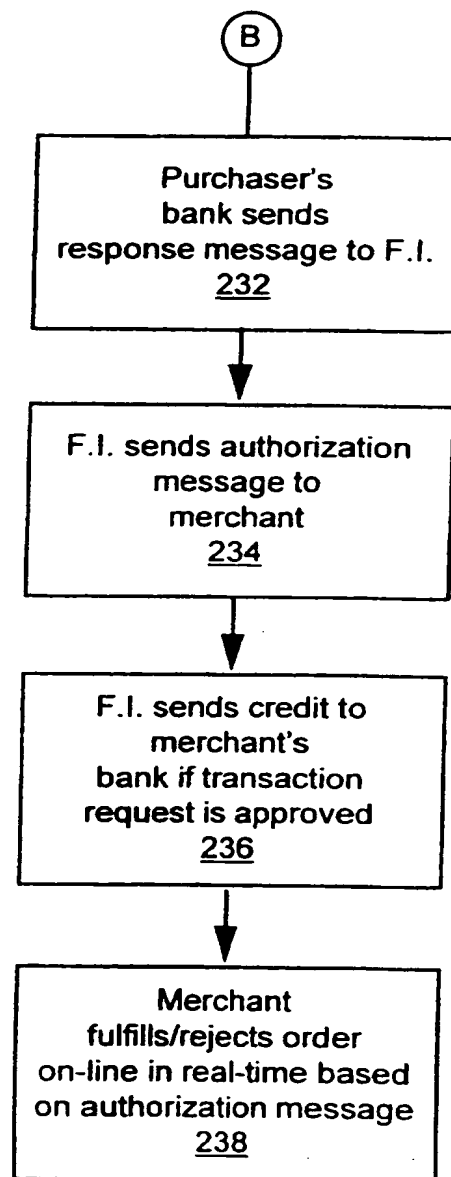 B
Purchaser's
bank sends
response message to F.I.
232
F.I. sends authorization
message to
merchant
234
F.I. sends credit to
merchant's
bank if transaction
request is approved
236
Merchant
fulfills/rejects order
on-line in real-time based
on authorization message
238